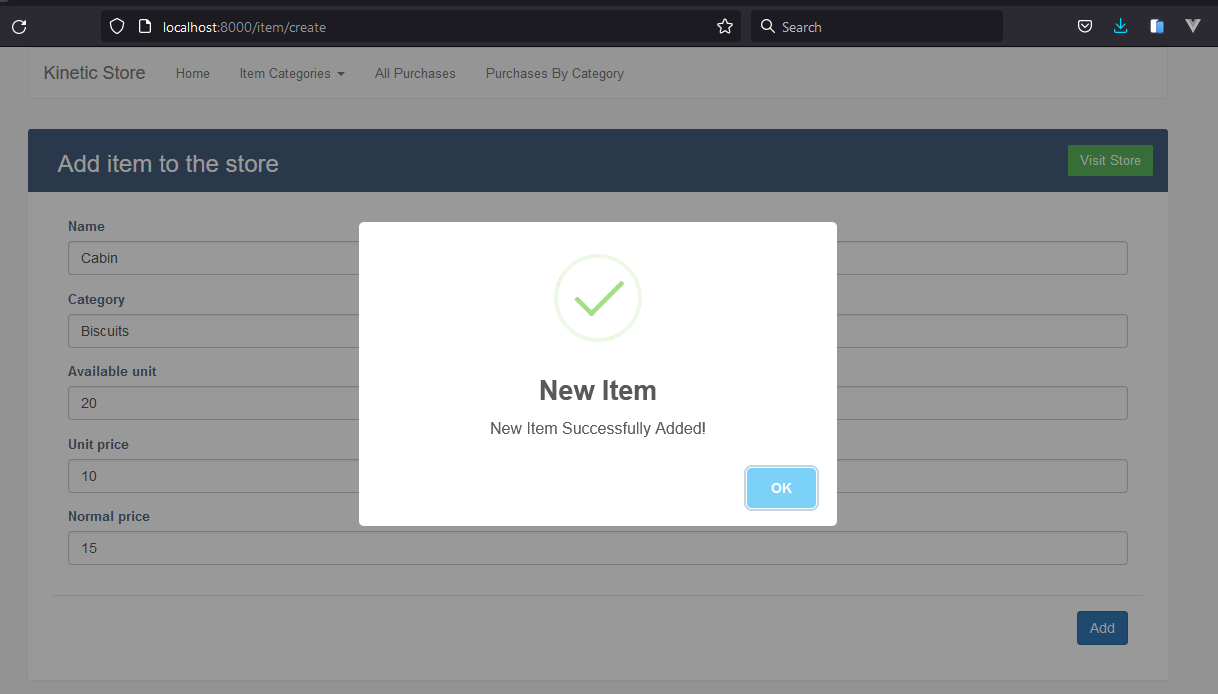 localhost:8000/item/create
Search
Kinetic Store Home Item Categories All Purchases Purchases By Category
Add item to the store
Visit Store
Name
Cabin
Category
Biscuits
Available unit
20
Unit price
10
Normal price
15
New Item
New Item Successfully Added!
OK
Add